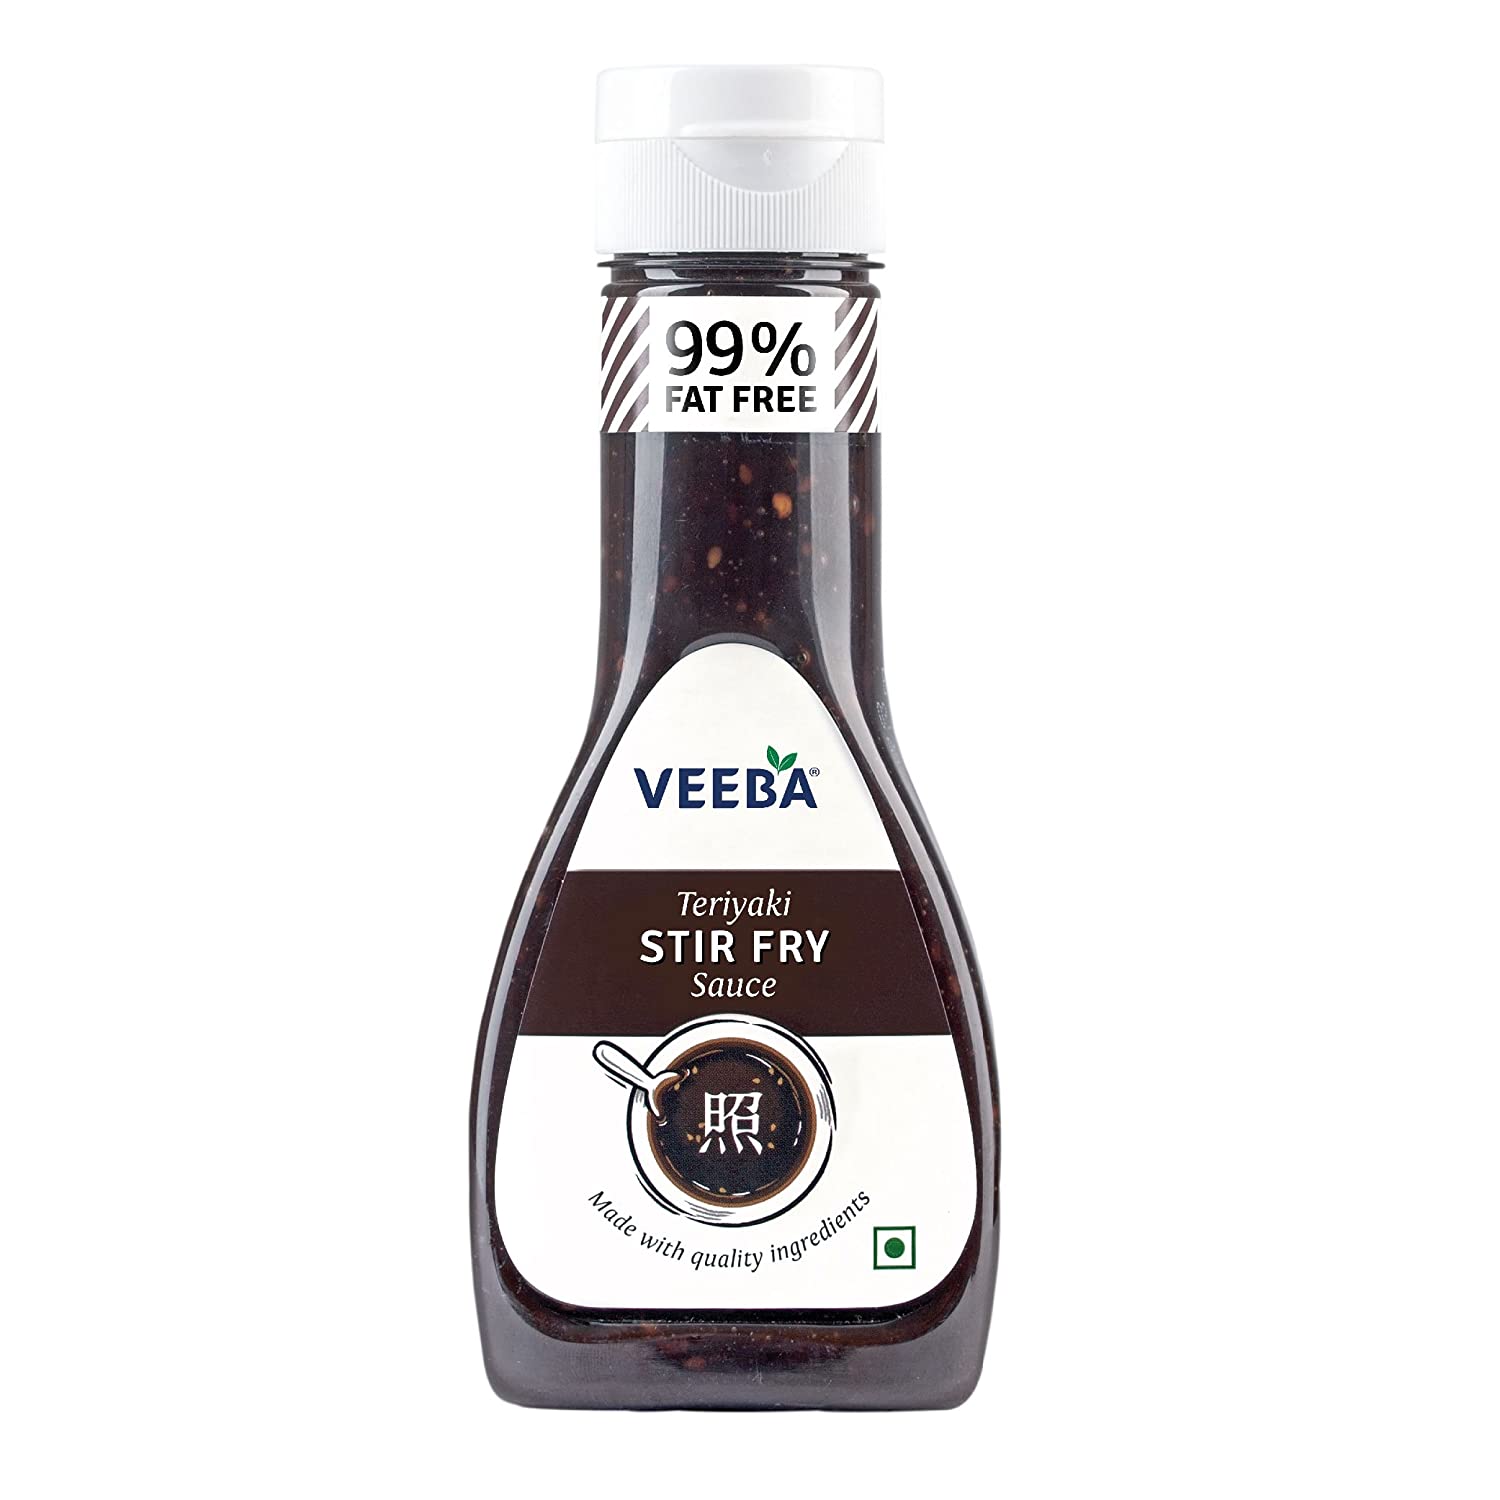 99%
FAT FREE
VEEBA®
Teriyaki
STIR FRY
Sauce
照
Made with quality ingredients